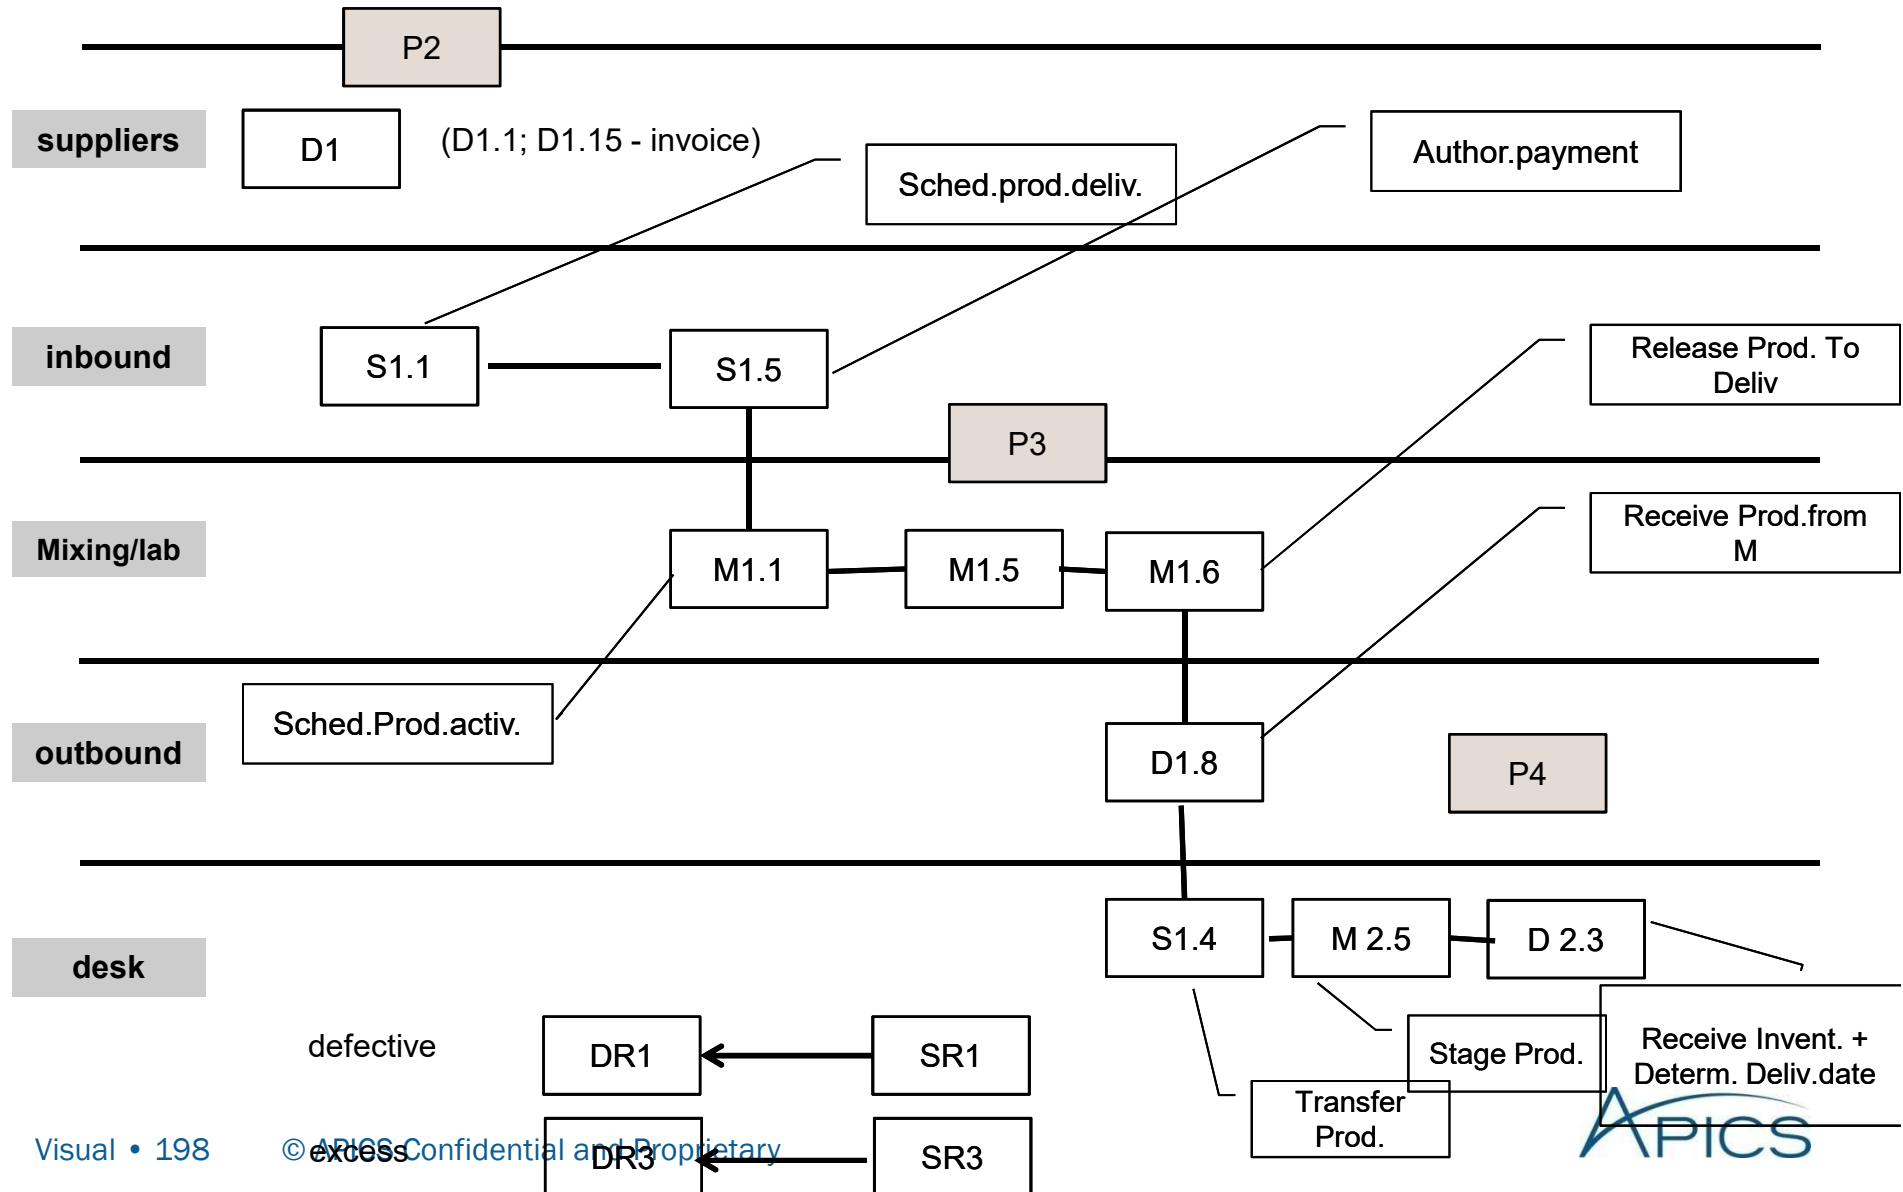 P2
suppliers
D1
(D1.1; D1.15 - invoice)
Sched.prod.deliv.
Author.payment
inbound
S1.1
S1.5
Release Prod. To
Deliv
P3
Mixing/lab
M1.1
M1.5
M1.6
Receive Prod.from
M
outbound
Sched.Prod.activ.
D1.8
P4
desk
S1.4
M 2.5
D 2.3
defective
DR1
SR1
Stage Prod.
Receive Invent. +
Determ. Deliv.date
Transfer
Prod.
excess
DR3
SR3
Visual • 198
© APICS Confidential and Proprietary
APICS